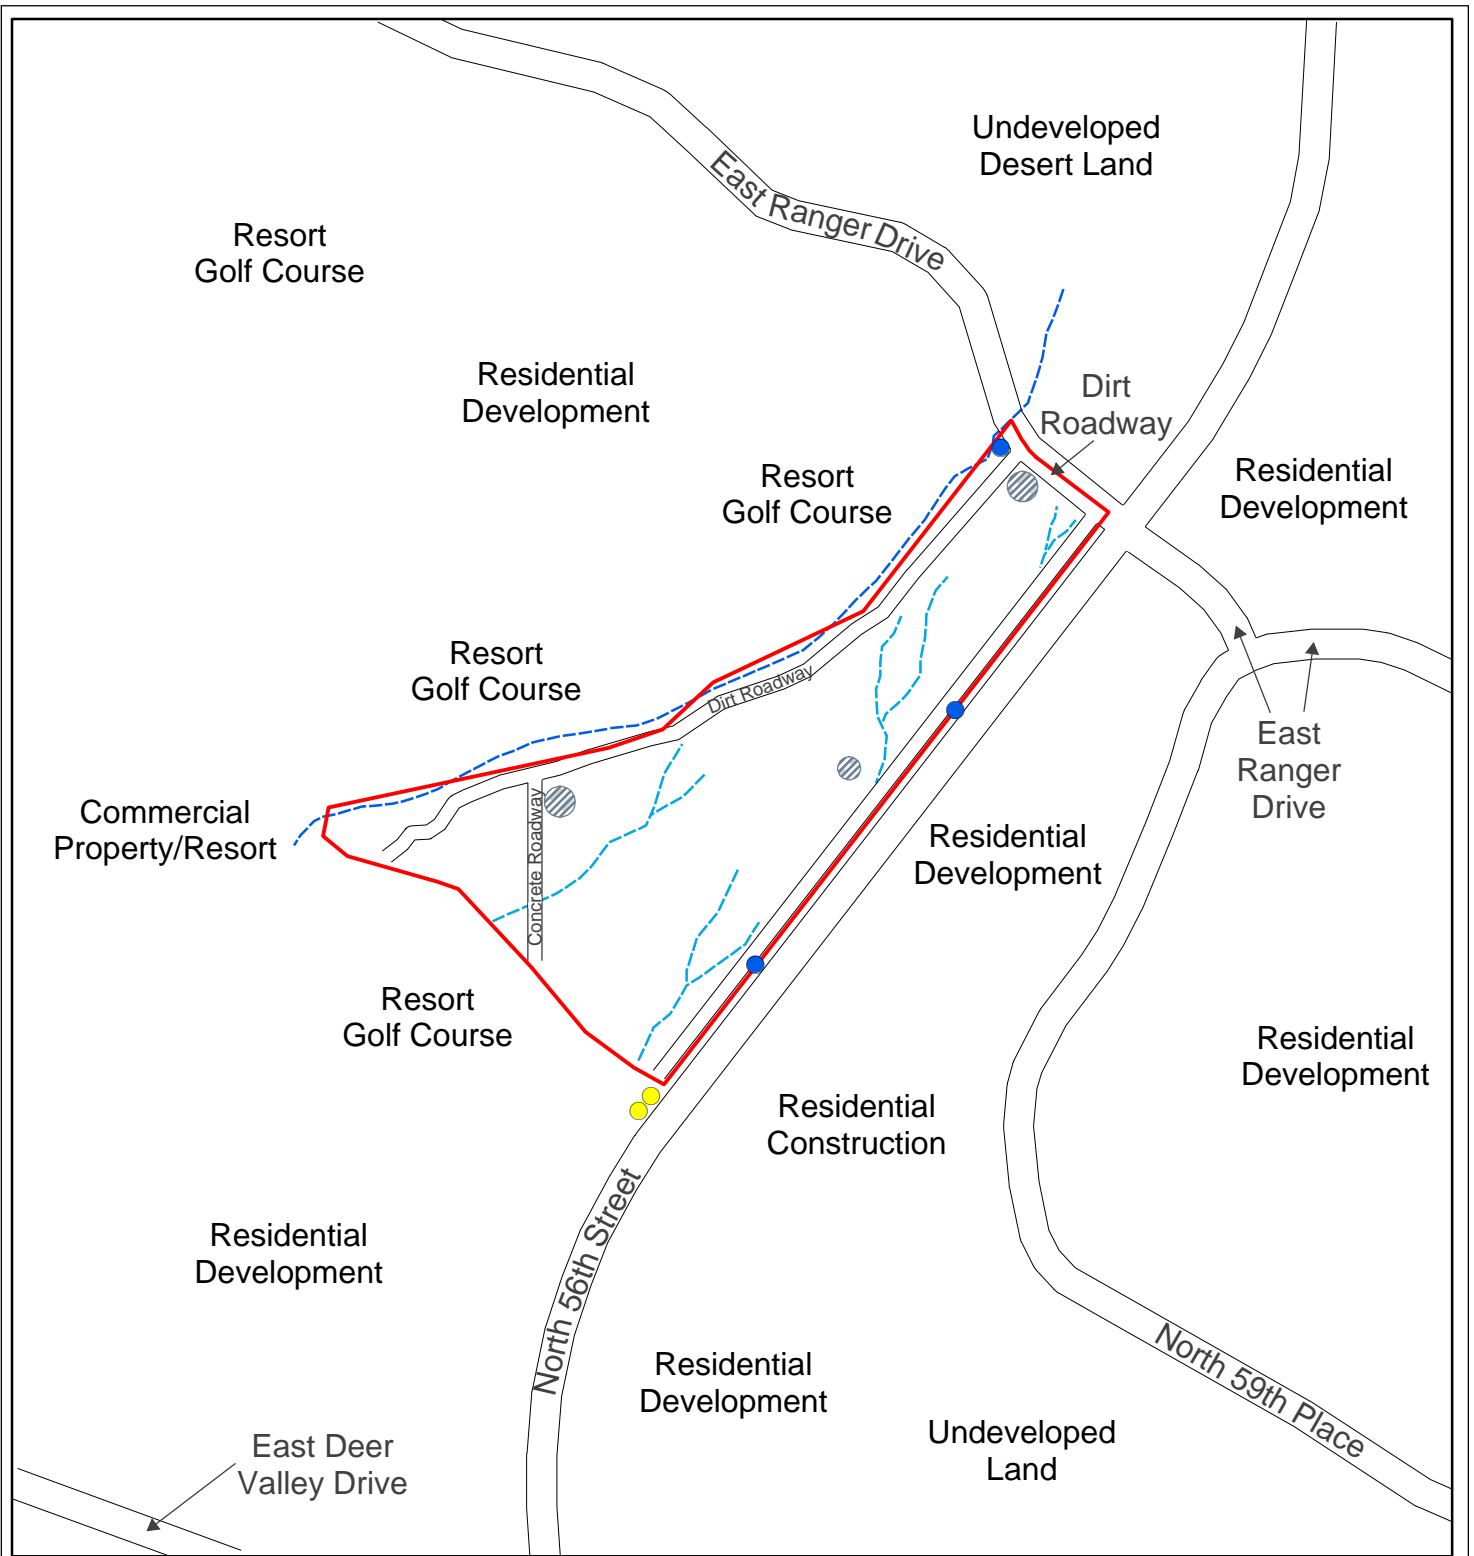 Undeveloped
Desert Land
East Ranger Drive
Resort
Golf Course
Residential
Development
Dirt
Roadway
Resort
Golf Course
Residential
Development
Resort
Golf Course
Dirt Roadway
East
Ranger
Drive
Commercial
Property/Resort
Concrete Roadway
Residential
Development
Resort
Golf Course
Residential
Development
Residential
Construction
North 56th Street
Residential
Development
Residential
Development
North 59th Place
Undeveloped
Land
East Deer
Valley Drive